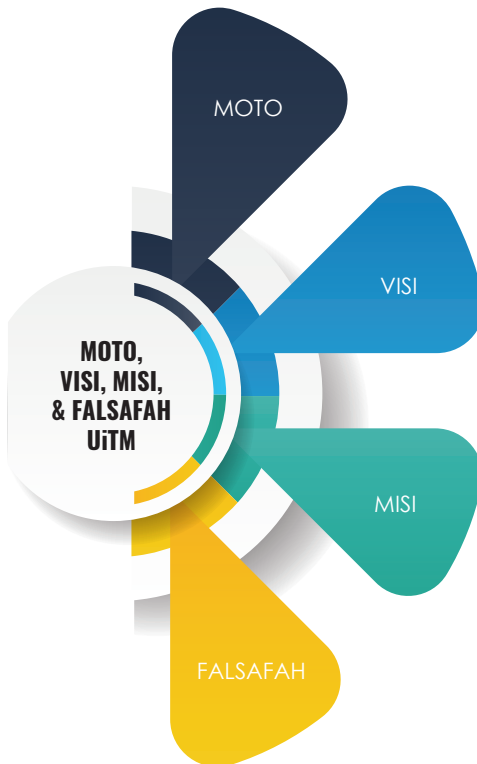 MOTO
VISI
MOTO,
VISI, MISI,
& FALSAFAH
UiTM
MISI
FALSAFAH